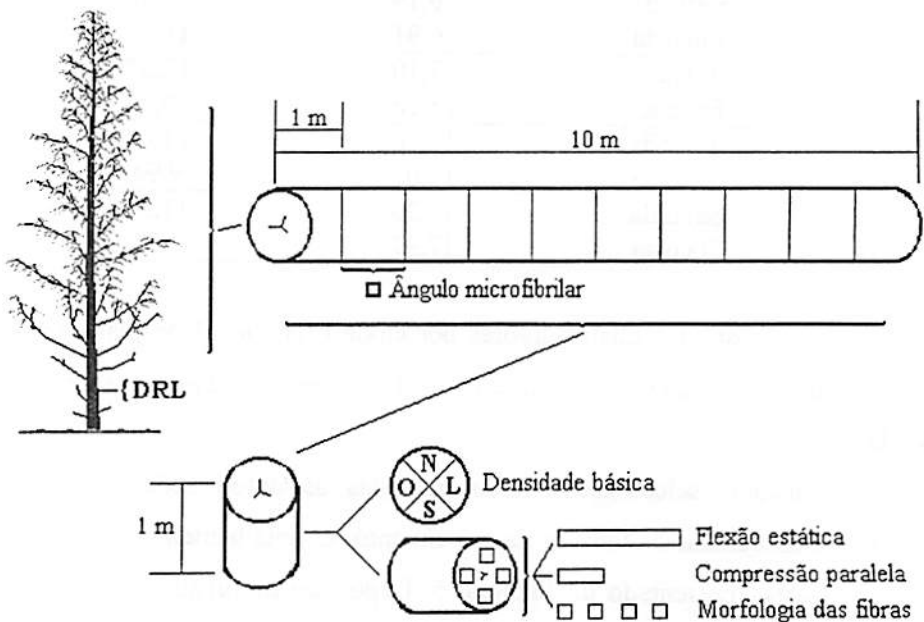 1 m
10 m
Ângulo microfibrilar
{DRL
1 m
N
O L
S
Densidade básica
Flexão estática
Compressão paralela
Morfologia das fibras